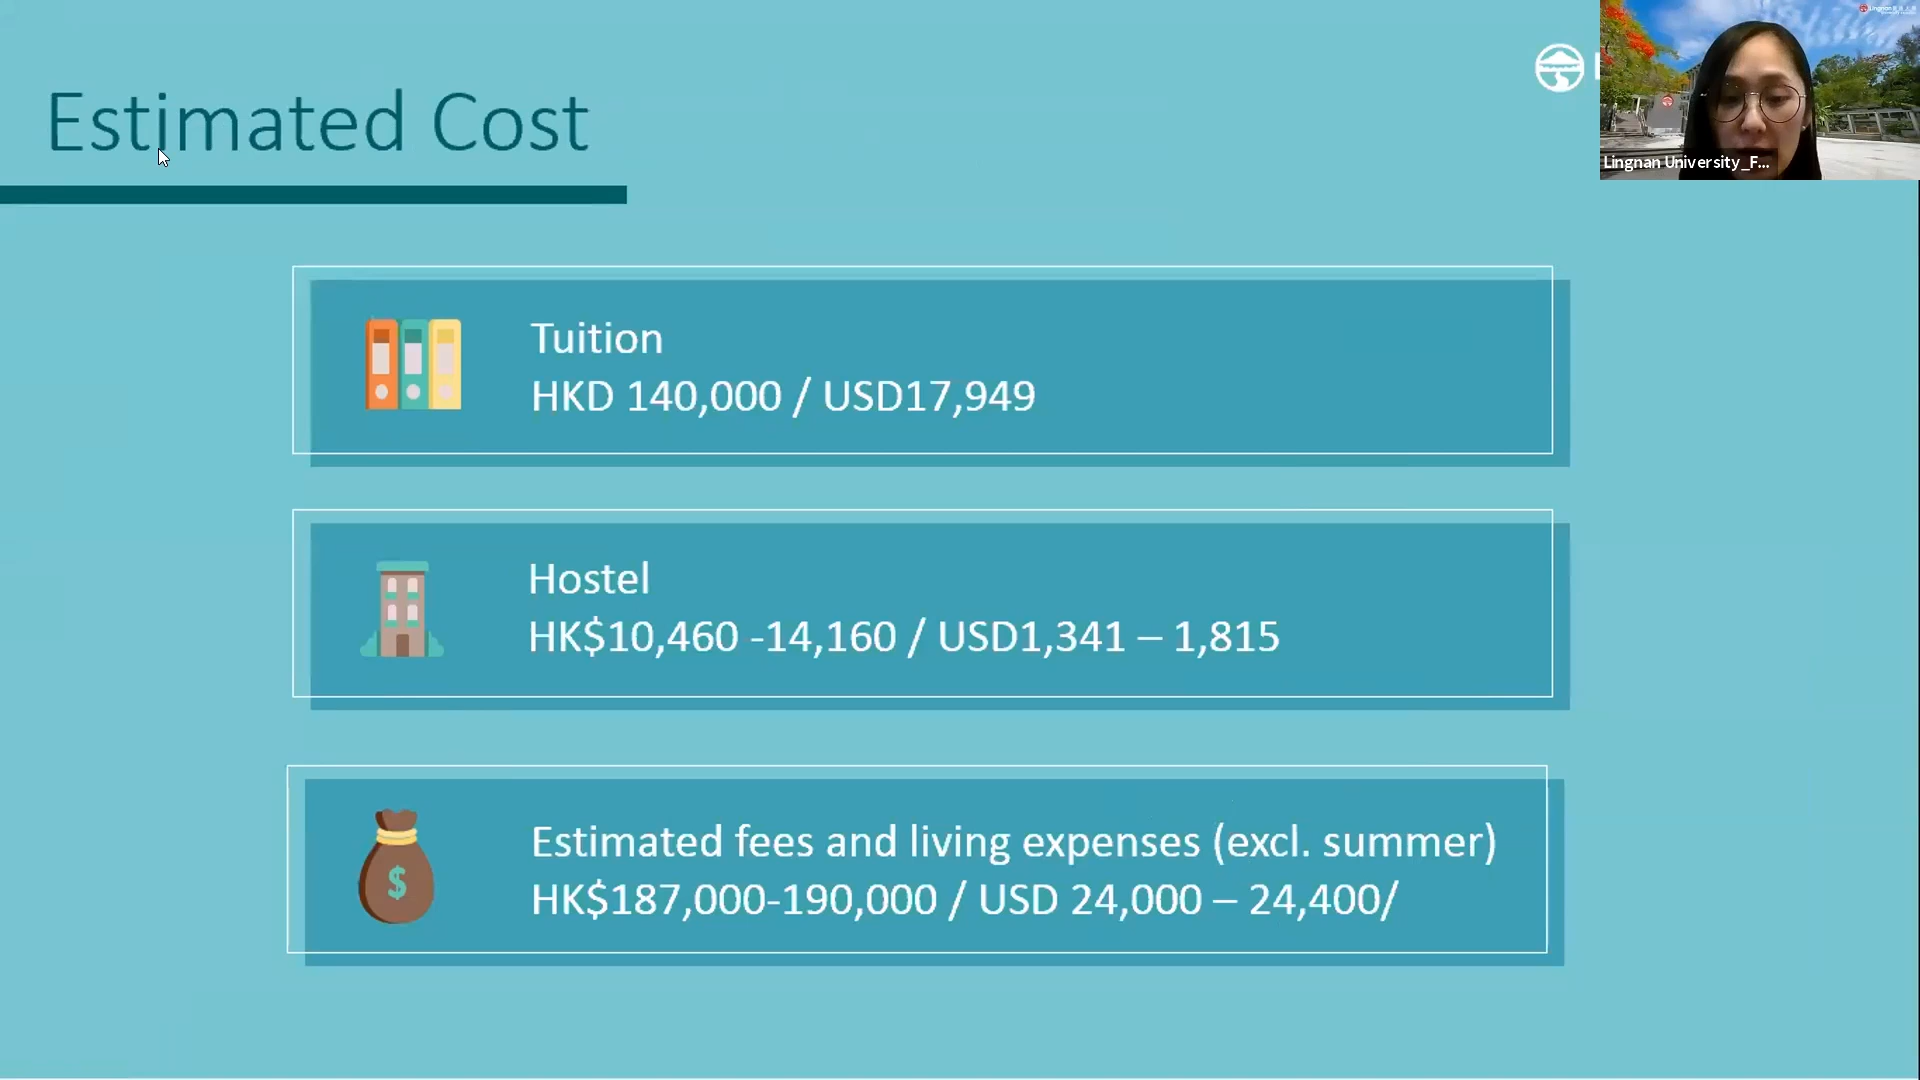 Estimated Cost
Lingnan University_F...
Tuition
HKD 140,000 / USD17,949
Hostel
HK$10,460 -14,160 / USD1,341 – 1,815
$
Estimated fees and living expenses (excl. summer)
HK$187,000-190,000 / USD 24,000 – 24,400/